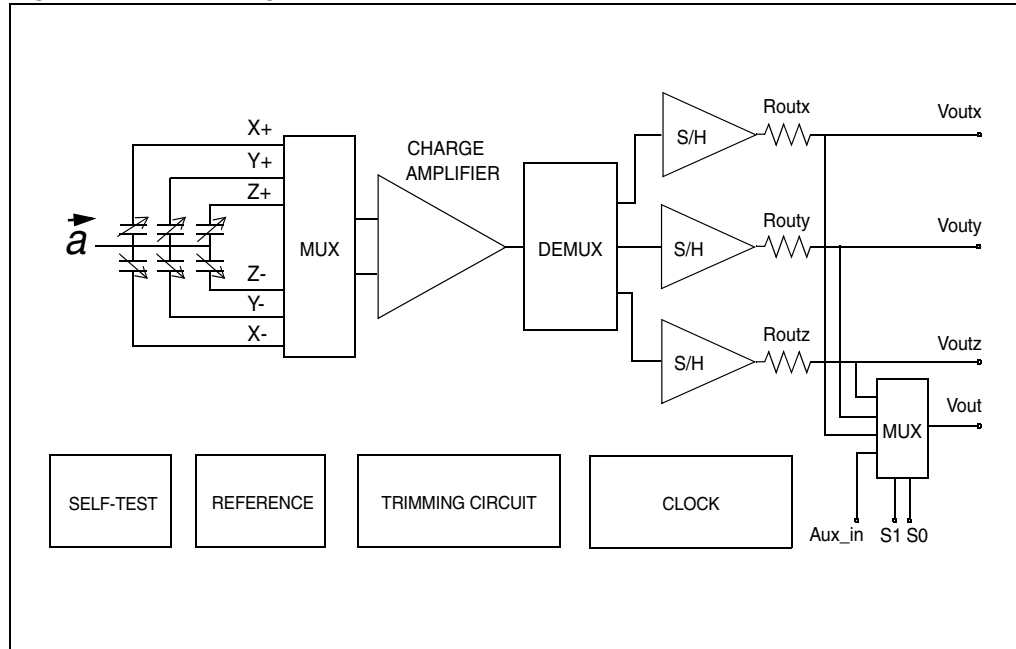 X+
Y+
Z+
a
Z-
Y-
X-
MUX
CHARGE
AMPLIFIER
DEMUX
S/H
Routx
Voutx
S/H
Routy
Vouty
S/H
Routz
Voutz
Vout
MUX
Aux_in
S1
S0
SELF-TEST
REFERENCE
TRIMMING CIRCUIT
CLOCK